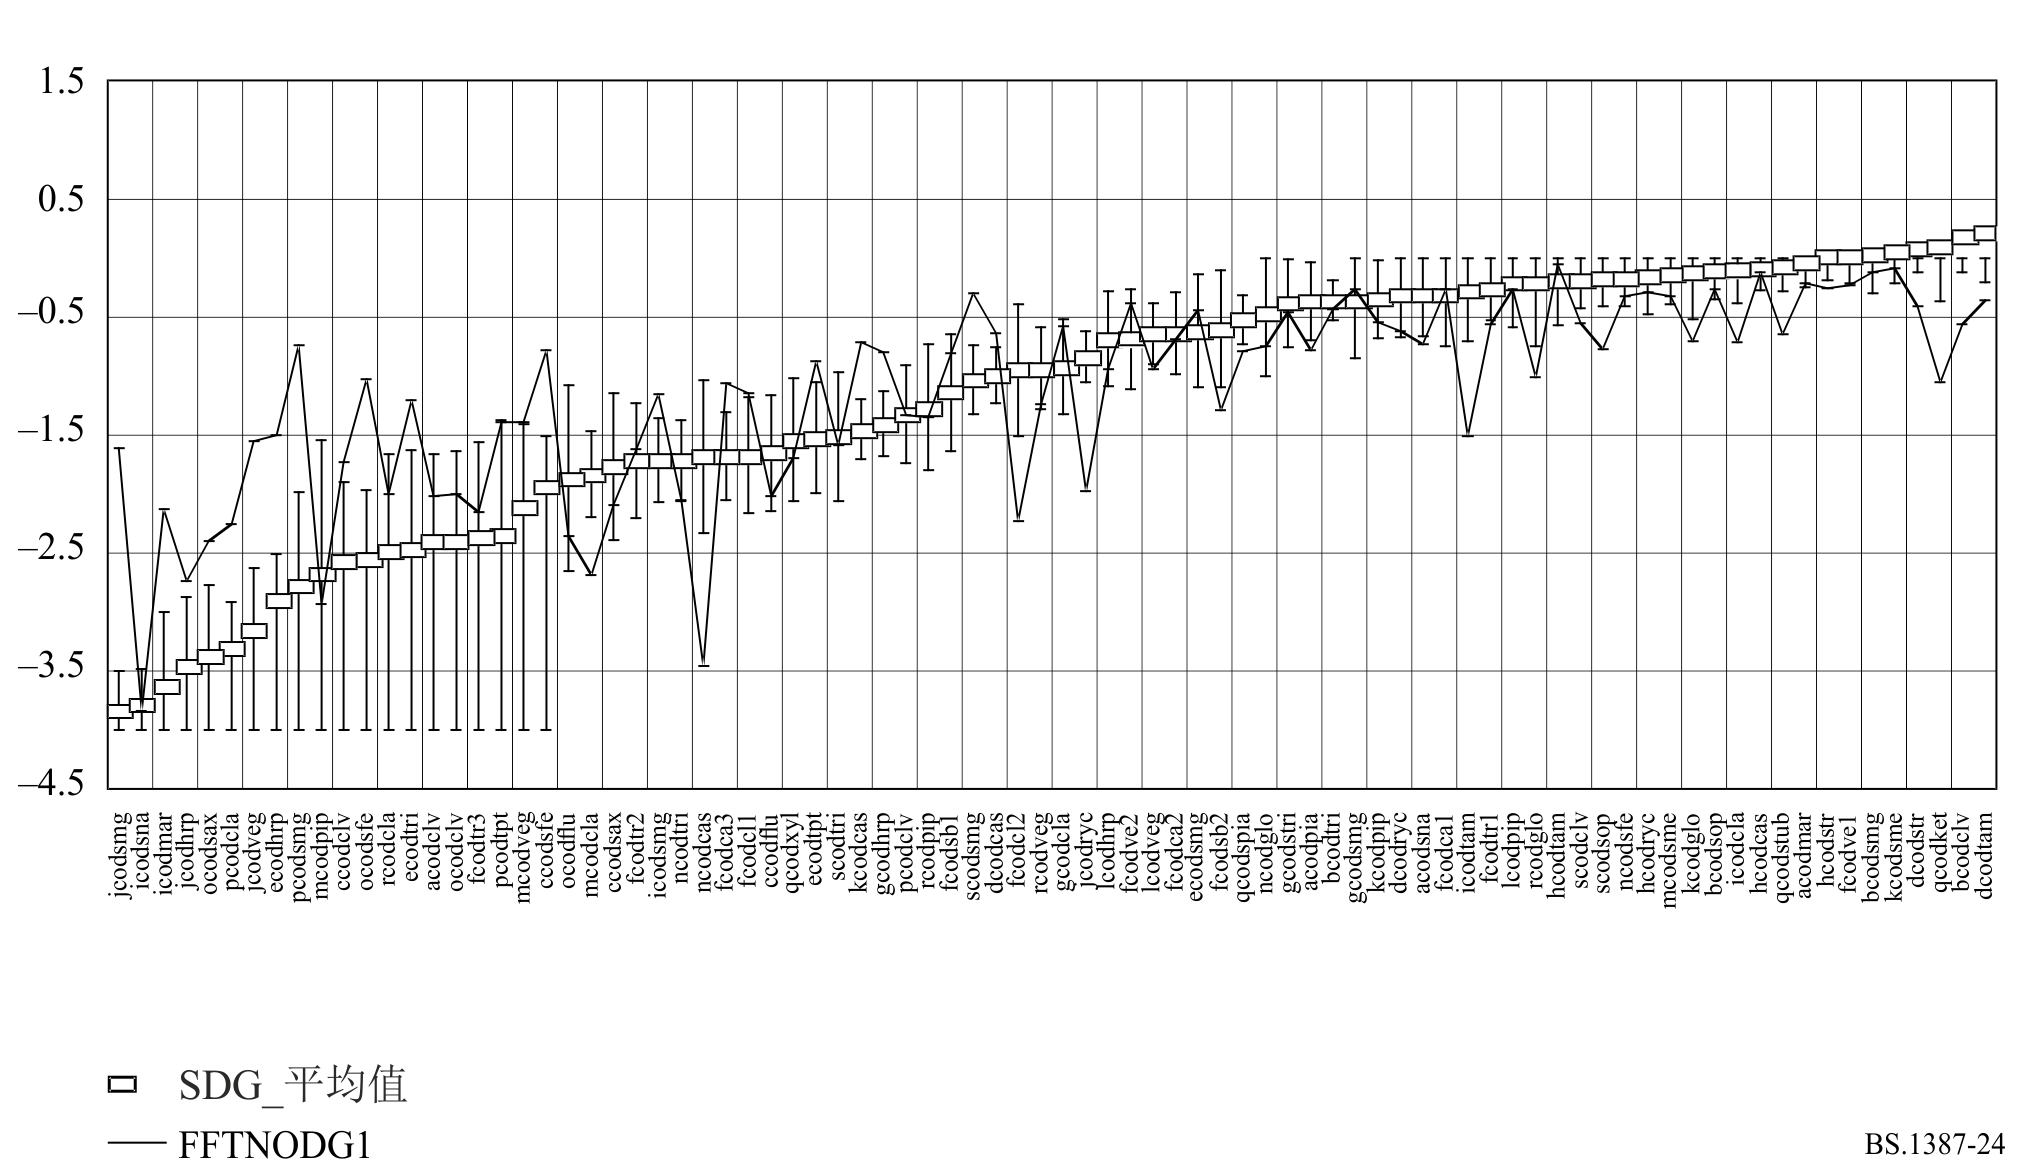 1.5
0.5
–0.5
–1.5
–2.5
–3.5
–4.5
jcodsmg
icodsna
icodmar
jcodhrp
ocodsax
pcodcla
jcodveg
ecodhrp
pcodsmg
mcodpip
ccodclv
ocodsfe
rcodcla
ecodtri
acodclv
ocodclv
fcodtr3
pcodtpt
mcodveg
ccodsfe
ocodflu
mcodcla
ccodsax
fcodtr2
icodsmg
ncodtri
ncodcas
fcodca3
fcodcl1
ccodflu
qcodxyl
ecodtpt
scodtri
kcodcas
gcodhrp
pcodclv
rcodpip
fcodsb1
scodsmg
dcodcas
fcodcl2
rcodveg
gcodcla
jcodryc
lcodhrp
fcodve2
lcodveg
fcodca2
ecodsmg
fcodsb2
qcodspia
ncodglo
gcodstri
acodpia
bcodtri
gcodsmg
kcodpip
dcodryc
acodsna
fcodca1
icodtam
fcodtr1
lcodpip
rcodglo
hcodtam
scodclv
scodsop
ncodsfe
hcodryc
mcodsme
kcodglo
bcodsop
icodcla
hcodcas
qcodstub
acodmar
hcodstr
fcodve1
bcodsmg
kcodsme
dcodstr
qcodket
bcodclv
dcodtam
SDG_平均值
FFTNODG1
BS.1387-24